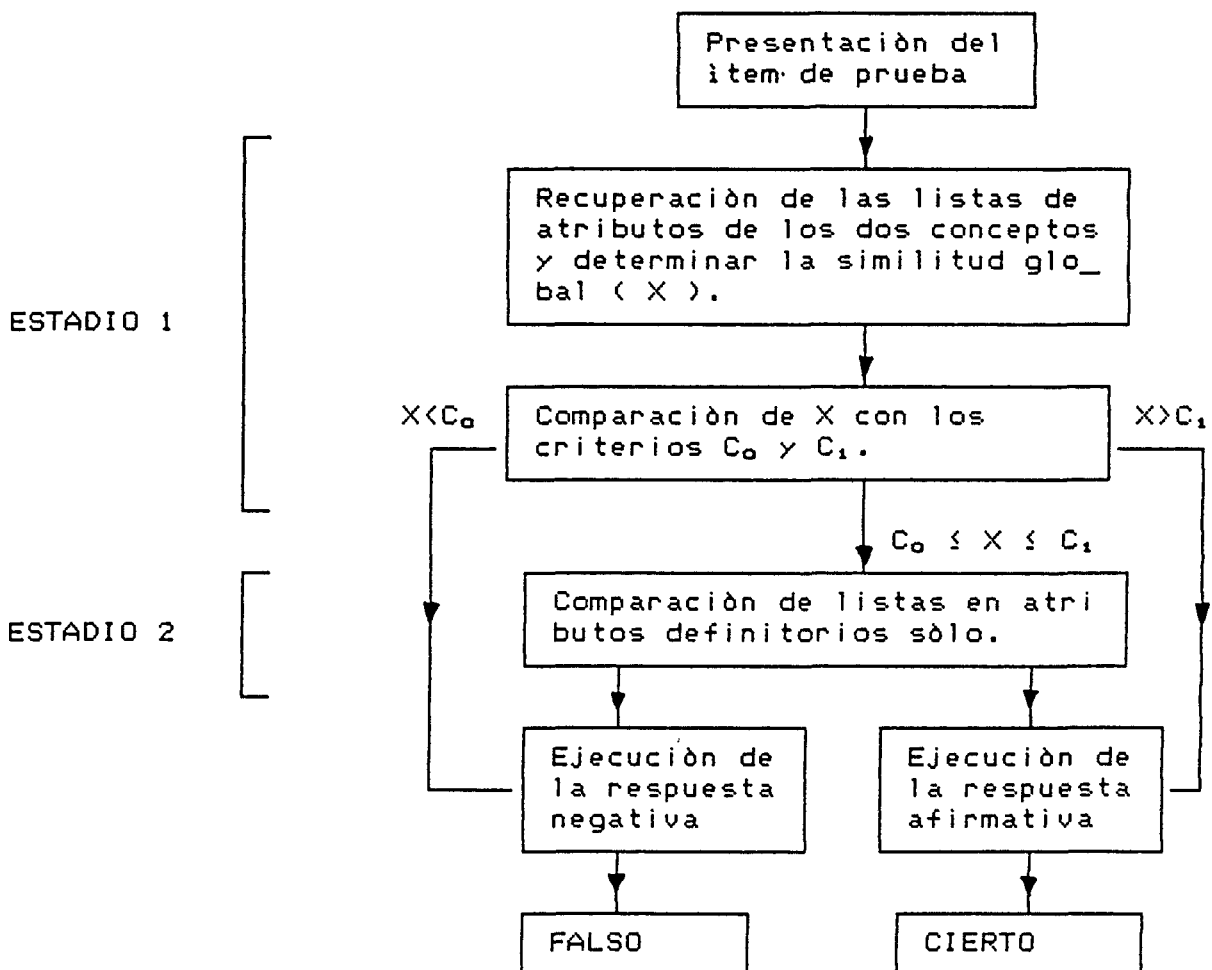 Presentaciòn del
ìtem de prueba
Recuperaciòn de las listas de
atributos de los dos conceptos
y determinar la similitud glo_
bal ( X ).
ESTADIO 1
X<C₀
Comparaciòn de X con los
criterios C₀ y C₁.
X>C₁
C₀ ≤ X ≤ C₁
ESTADIO 2
Comparaciòn de listas en atri
butos definitorios sòlo.
Ejecuciòn de
la respuesta
negativa
Ejecuciòn de
la respuesta
afirmativa
FALSO
CIERTO